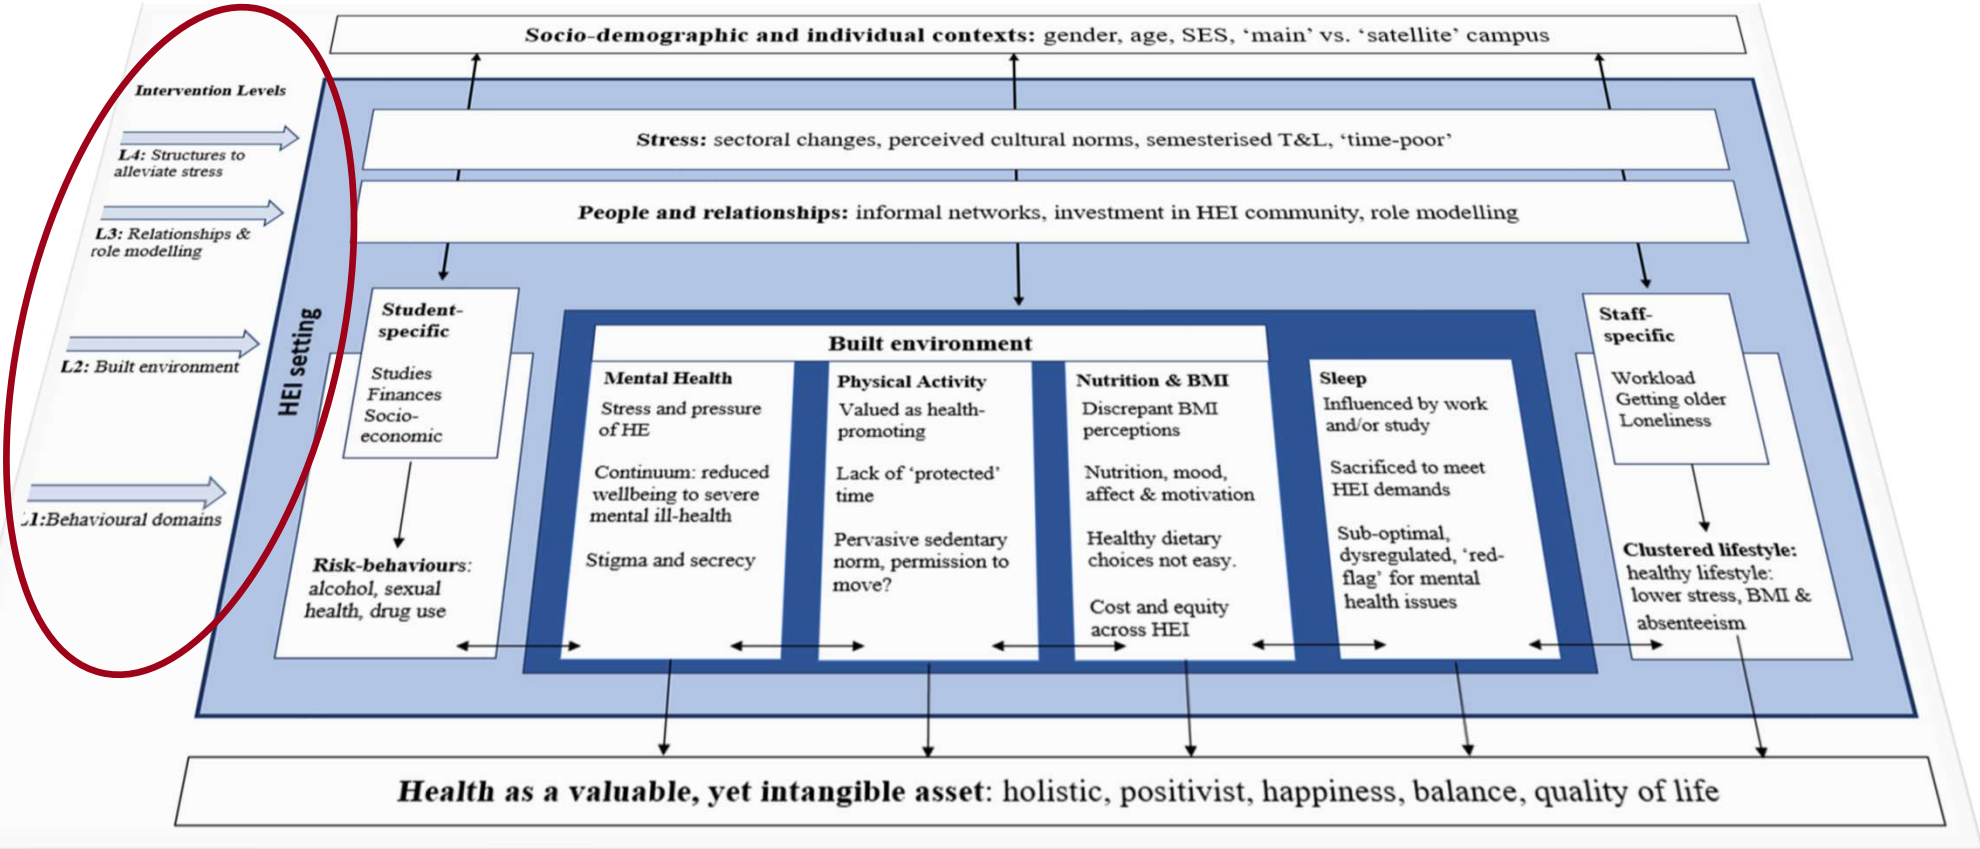 Socio-demographic and individual contexts: gender, age, SES, ‘main’ vs. ‘satellite’ campus
Intervention Levels
L4: Structures to
alleviate stress
L3: Relationships &
role modelling
L2: Built environment
1:Behavioural domains
HEI setting
Stress: sectoral changes, perceived cultural norms, semesterised T&L, ‘time-poor’
People and relationships: informal networks, investment in HEI community, role modelling
Student-
specific
Studies
Finances
Socio-
economic
Risk-behaviours:
alcohol, sexual
health, drug use
Built environment
Mental Health
Stress and pressure
of HE
Continuum: reduced
wellbeing to severe
mental ill-health
Stigma and secrecy
Physical Activity
Valued as health-
promoting
Lack of ‘protected’
time
Pervasive sedentary
norm, permission to
move?
Nutrition & BMI
Discrepant BMI
perceptions
Nutrition, mood,
affect & motivation
Healthy dietary
choices not easy.
Cost and equity
across HEI
Sleep
Influenced by work
and/or study
Sacrificed to meet
HEI demands
Sub-optimal,
dysregulated, ‘red-
flag’ for mental
health issues
Staff-
specific
Workload
Getting older
Loneliness
Clustered lifestyle:
healthy lifestyle:
lower stress, BMI &
absenteeism
Health as a valuable, yet intangible asset: holistic, positivist, happiness, balance, quality of life